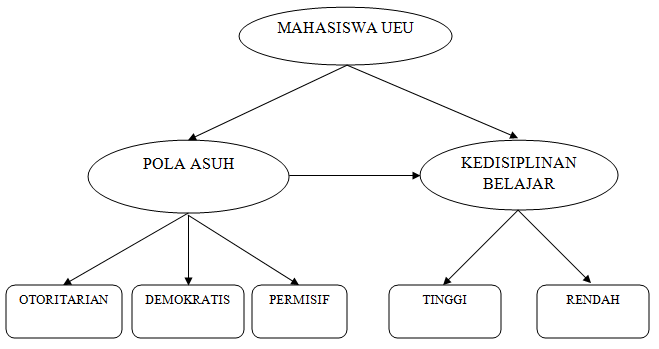 MAHASISWA UEU
POLA ASUH
KEDISIPLINAN
BELAJAR
OTORITARIAN
DEMOKRATIS
PERMISIF
TINGGI
RENDAH